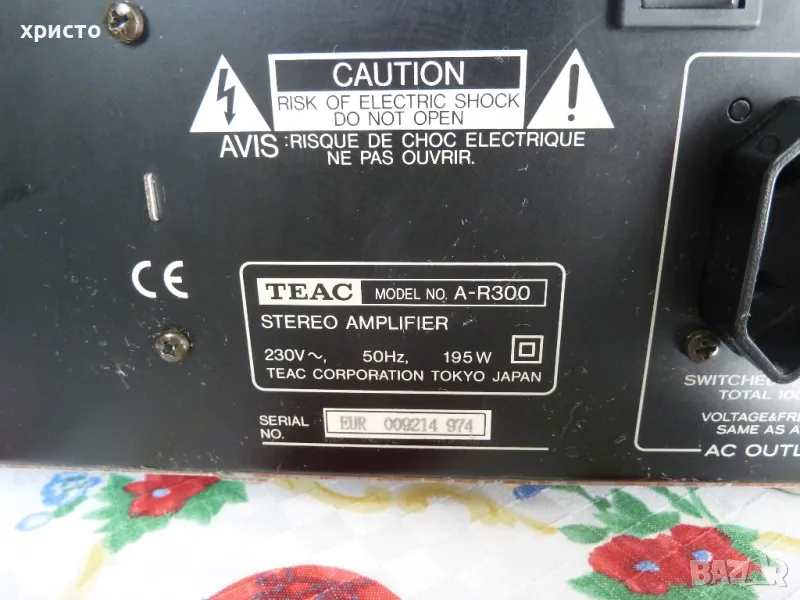 христо
CAUTION
RISK OF ELECTRIC SHOCK
DO NOT OPEN
AVIS :RISQUE DE CHOC ELECTRIQUE
NE PAS OUVRIR.
CE
TEAC MODEL NO. A-R300
STEREO AMPLIFIER
230V~, 50Hz, 195W
TEAC CORPORATION TOKYO JAPAN
SERIAL
NO.
EUR 009214 974
SWITCHED
TOTAL 100
VOLTAGE&FRE
SAME AS A
AC OUTL
BAZAR